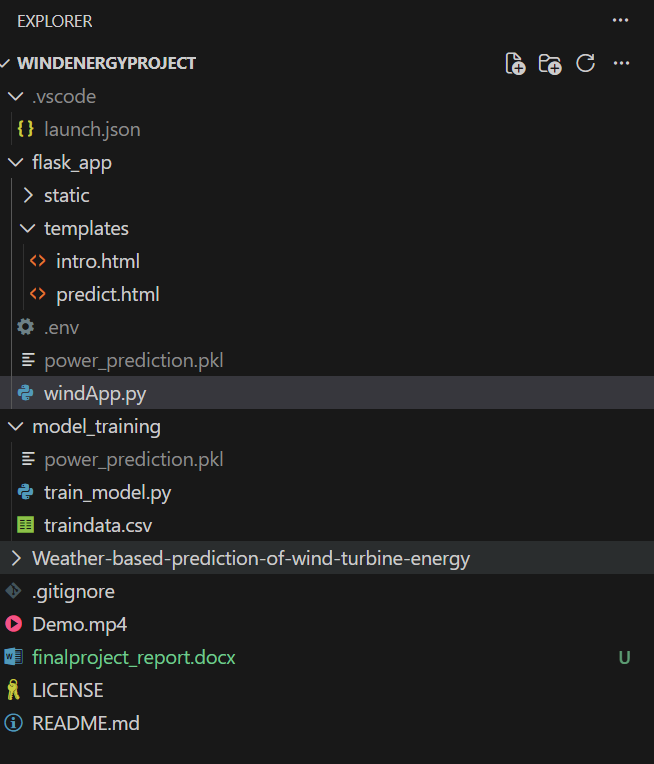 EXPLORER
WINDENERGYPROJECT
.vscode
{} launch.json
flask_app
static
templates
<> intro.html
<> predict.html
.env
power_prediction.pkl
windApp.py
model_training
power_prediction.pkl
train_model.py
traindata.csv
Weather-based-prediction-of-wind-turbine-energy
.gitignore
Demo.mp4
finalproject_report.docx U
LICENSE
README.md